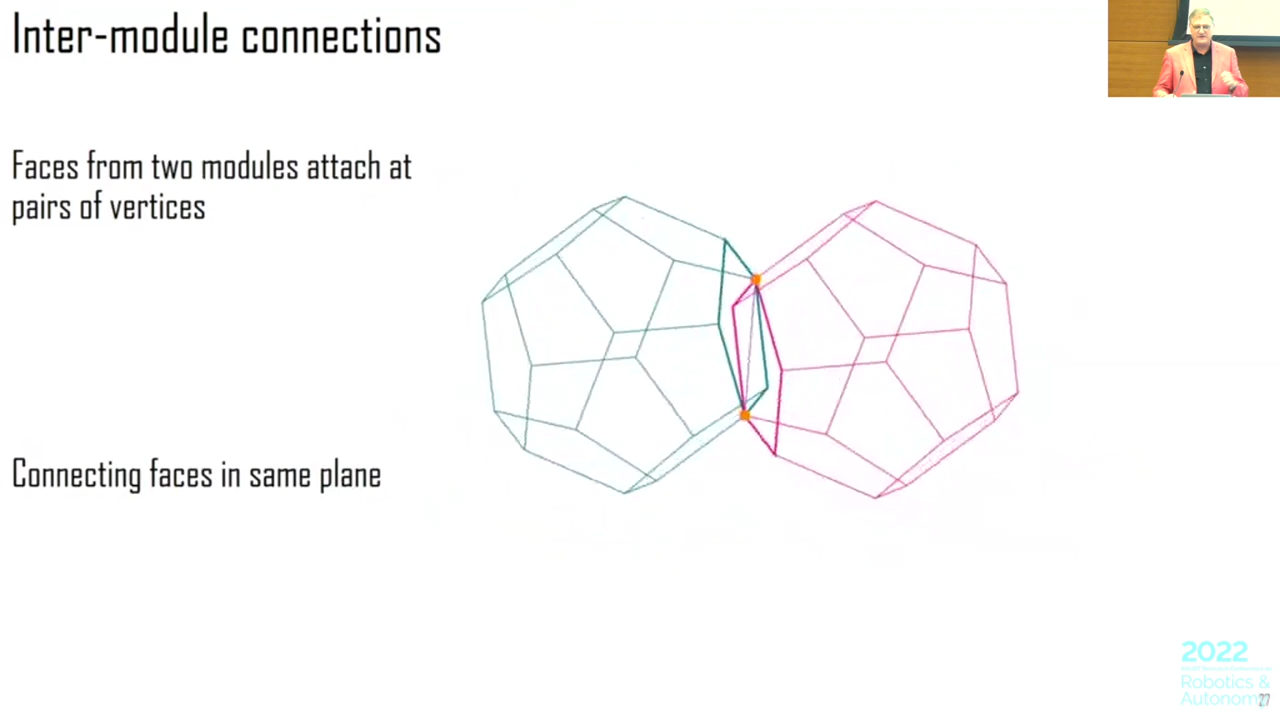 Inter-module connections
Faces from two modules attach at
pairs of vertices
Connecting faces in same plane
2022
Robotics &
27